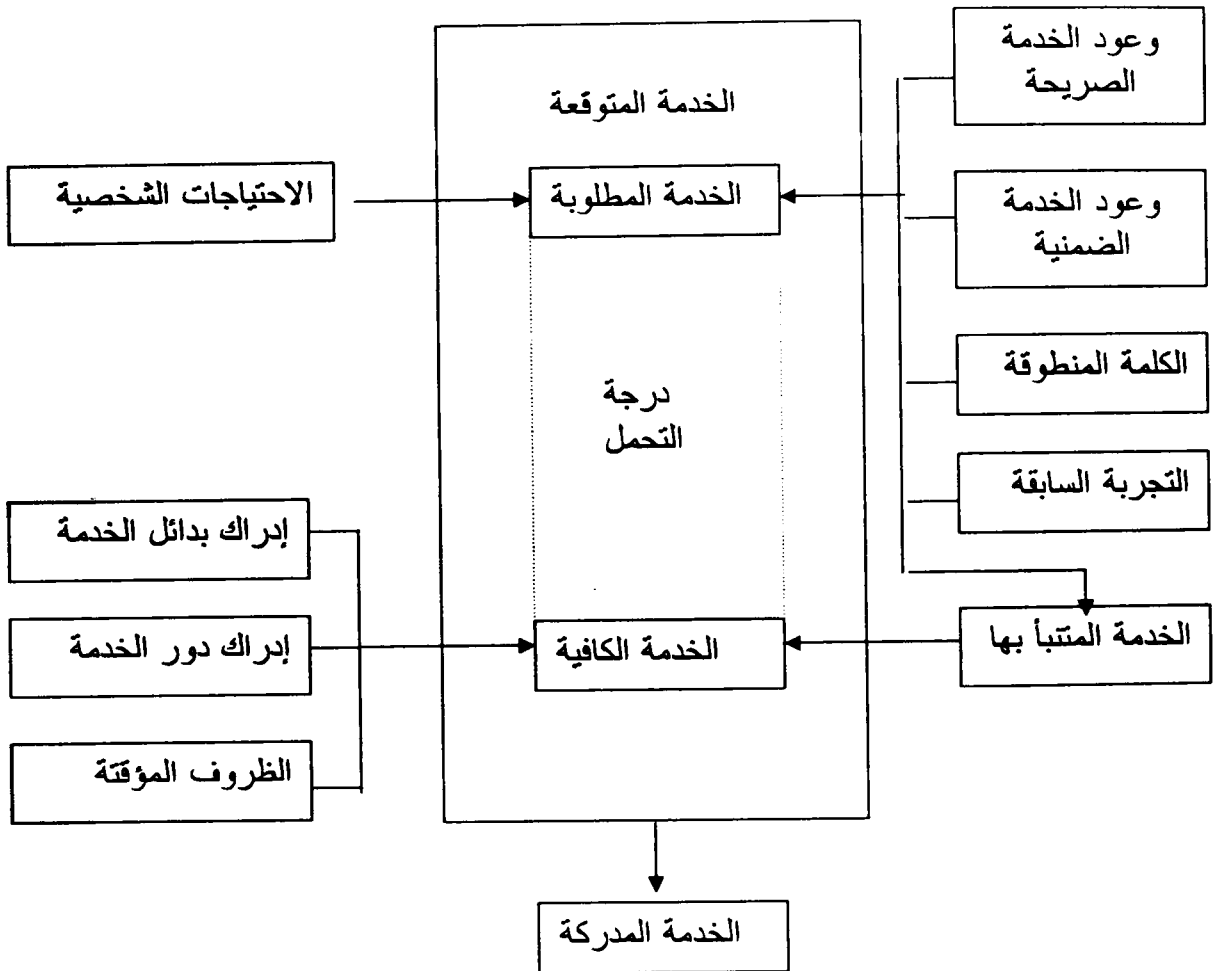 وعود الخدمة
الصريحة
الخدمة المتوقعة
الاحتياجات الشخصية
الخدمة المطلوبة
وعود الخدمة
الضمنية
الكلمة المنطوقة
درجة
التحمل
التجربة السابقة
إدراك بدائل الخدمة
الخدمة المتنبأ بها
الخدمة الكافية
إدراك دور الخدمة
الظروف المؤقتة
الخدمة المدركة